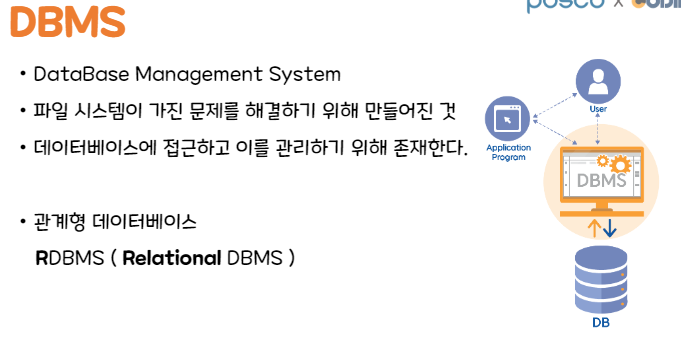 posco x
DBMS
• DataBase Management System
• 파일 시스템이 가진 문제를 해결하기 위해 만들어진 것
• 데이터베이스에 접근하고 이를 관리하기 위해 존재한다.
• 관계형 데이터베이스
RDBMS ( Relational DBMS )
User
Application
Program
DBMS
DB